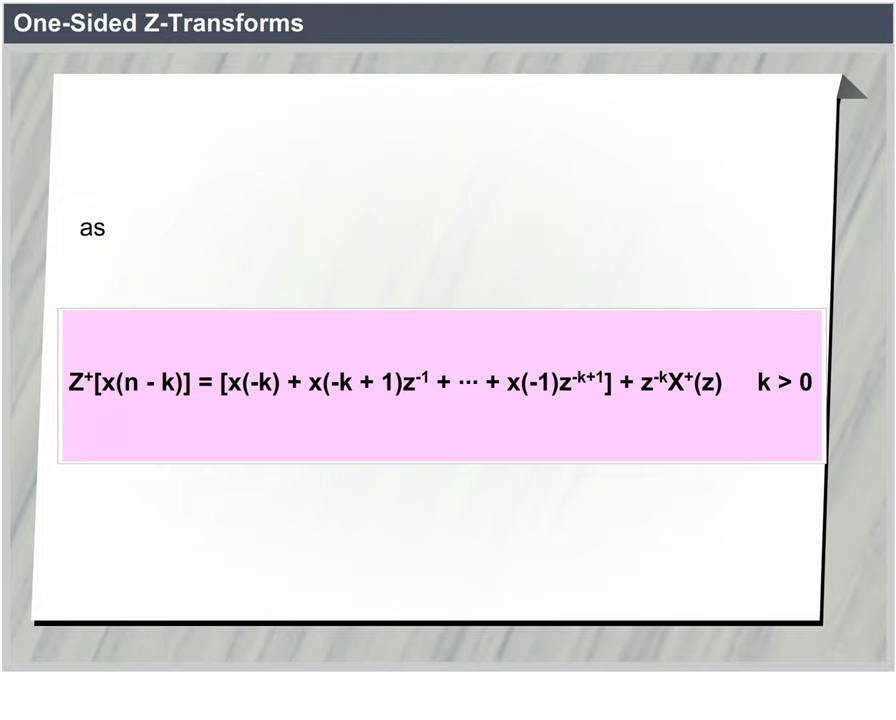 One-Sided Z-Transforms
as
Z⁺[x(n - k)] = [x(-k) + x(-k + 1)z⁻¹ + ··· + x(-1)z⁻ᵏ⁺¹] + z⁻ᵏX⁺(z) k > 0